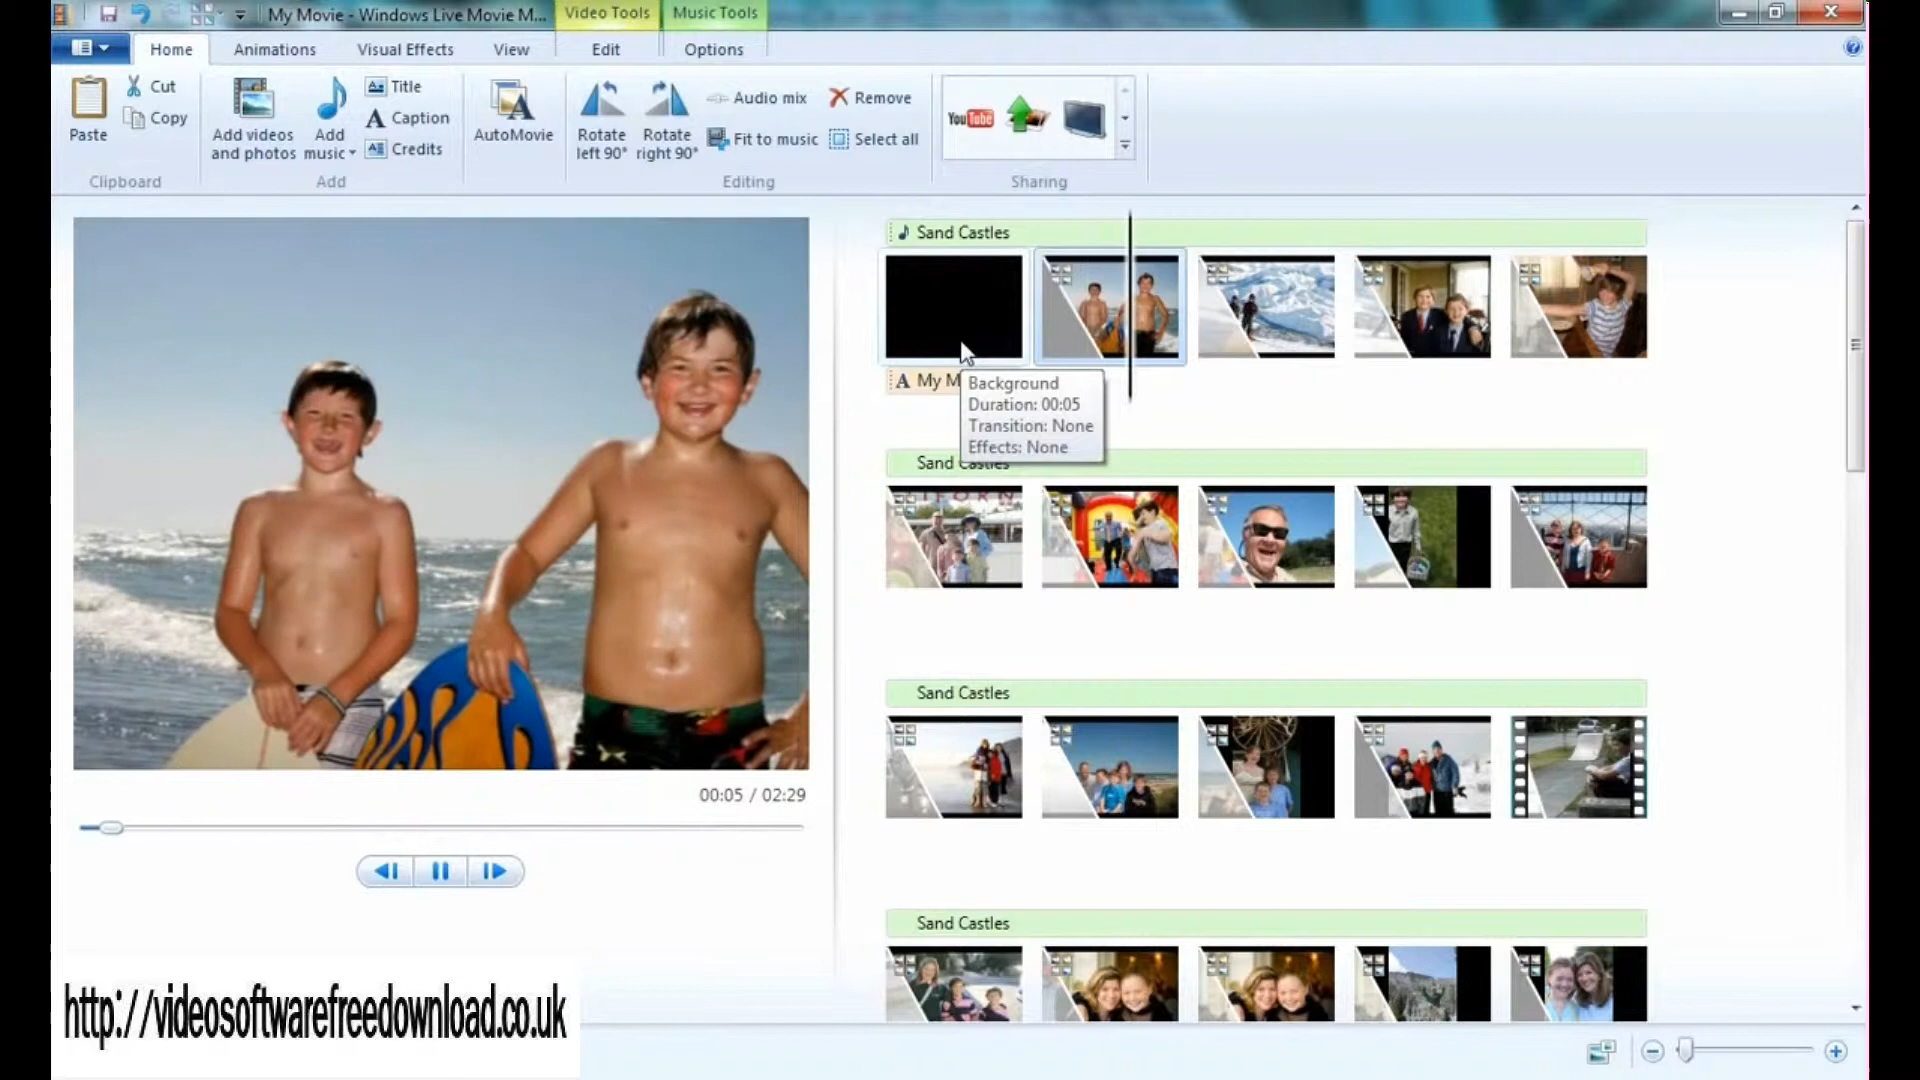 My Movie - Windows Live Movie M...
Video Tools
Music Tools
Home
Animations
Visual Effects
View
Edit
Options
Paste
Cut
Copy
Clipboard
Add videos
and photos
Add
music
Title
Caption
Credits
Add
AutoMovie
Rotate
left 90°
Rotate
right 90°
Audio mix
Fit to music
Remove
Select all
Editing
YouTube
Sharing
Sand Castles
A My M
Background
Duration: 00:05
Transition: None
Effects: None
Sand Castles
Sand Castles
Sand Castles
00:05 / 02:29
http://videosoftwarefreedownload.co.uk